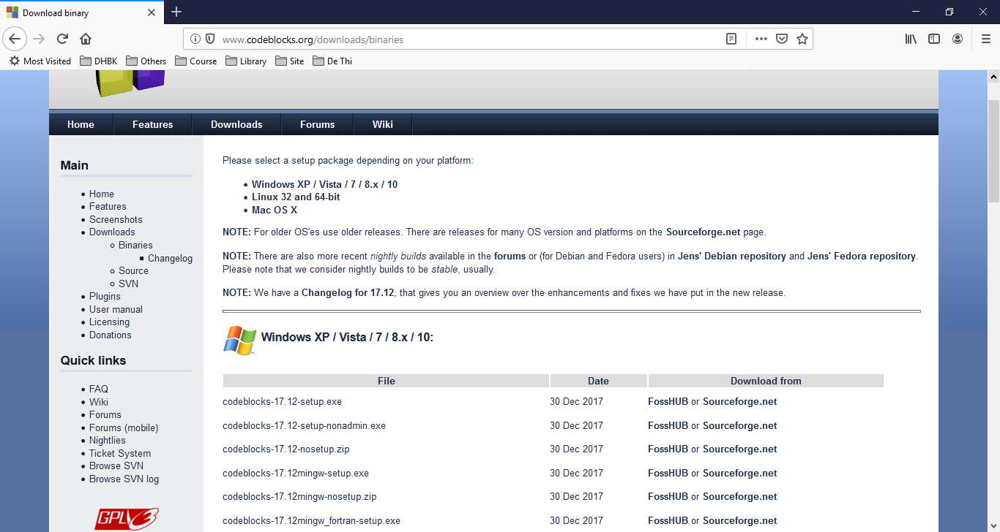 Download binary
www.codeblocks.org/downloads/binaries
Most Visited DHBK Others Course Library Site De Thi
Home Features Downloads Forums Wiki
Main
Home
Features
Screenshots
Downloads
Binaries
Changelog
Source
SVN
Plugins
User manual
Licensing
Donations
Quick links
FAQ
Wiki
Forums
Forums (mobile)
Nightlies
Ticket System
Browse SVN
Browse SVN log
GPLv3
Please select a setup package depending on your platform:
Windows XP / Vista / 7 / 8.x / 10
Linux 32 and 64-bit
Mac OS X
NOTE: For older OS'es use older releases. There are releases for many OS version and platforms on the Sourceforge.net page.
NOTE: There are also more recent nightly builds available in the forums or (for Debian and Fedora users) in Jens' Debian repository and Jens' Fedora repository.
Please note that we consider nightly builds to be stable, usually.
NOTE: We have a Changelog for 17.12, that gives you an overview over the enhancements and fixes we have put in the new release.
Windows XP / Vista / 7 / 8.x / 10:
File Date Download from
codeblocks-17.12-setup.exe 30 Dec 2017 FossHUB or Sourceforge.net
codeblocks-17.12-setup-nonadmin.exe 30 Dec 2017 FossHUB or Sourceforge.net
codeblocks-17.12-nosetup.zip 30 Dec 2017 FossHUB or Sourceforge.net
codeblocks-17.12mingw-setup.exe 30 Dec 2017 FossHUB or Sourceforge.net
codeblocks-17.12mingw-nosetup.zip 30 Dec 2017 FossHUB or Sourceforge.net
codeblocks-17.12mingw_fortran-setup.exe 30 Dec 2017 FossHUB or Sourceforge.net